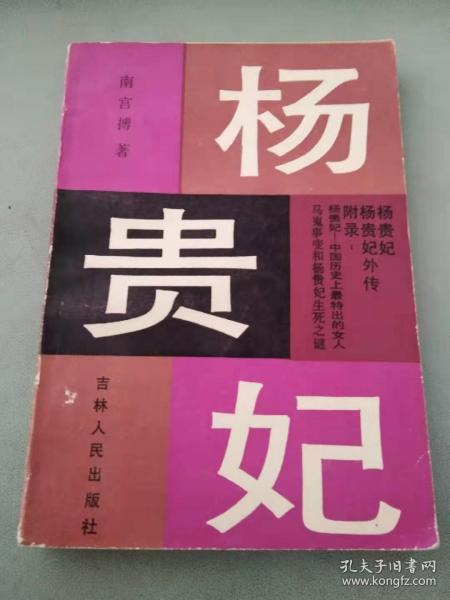 南宫搏著
杨
贵
妃
杨贵妃
杨贵妃外传
附录：
杨贵妃—中国历史上最特出的女人
马嵬事变和杨贵妃生死之谜
吉林人民出版社
孔夫子旧书网
www.kongfz.com